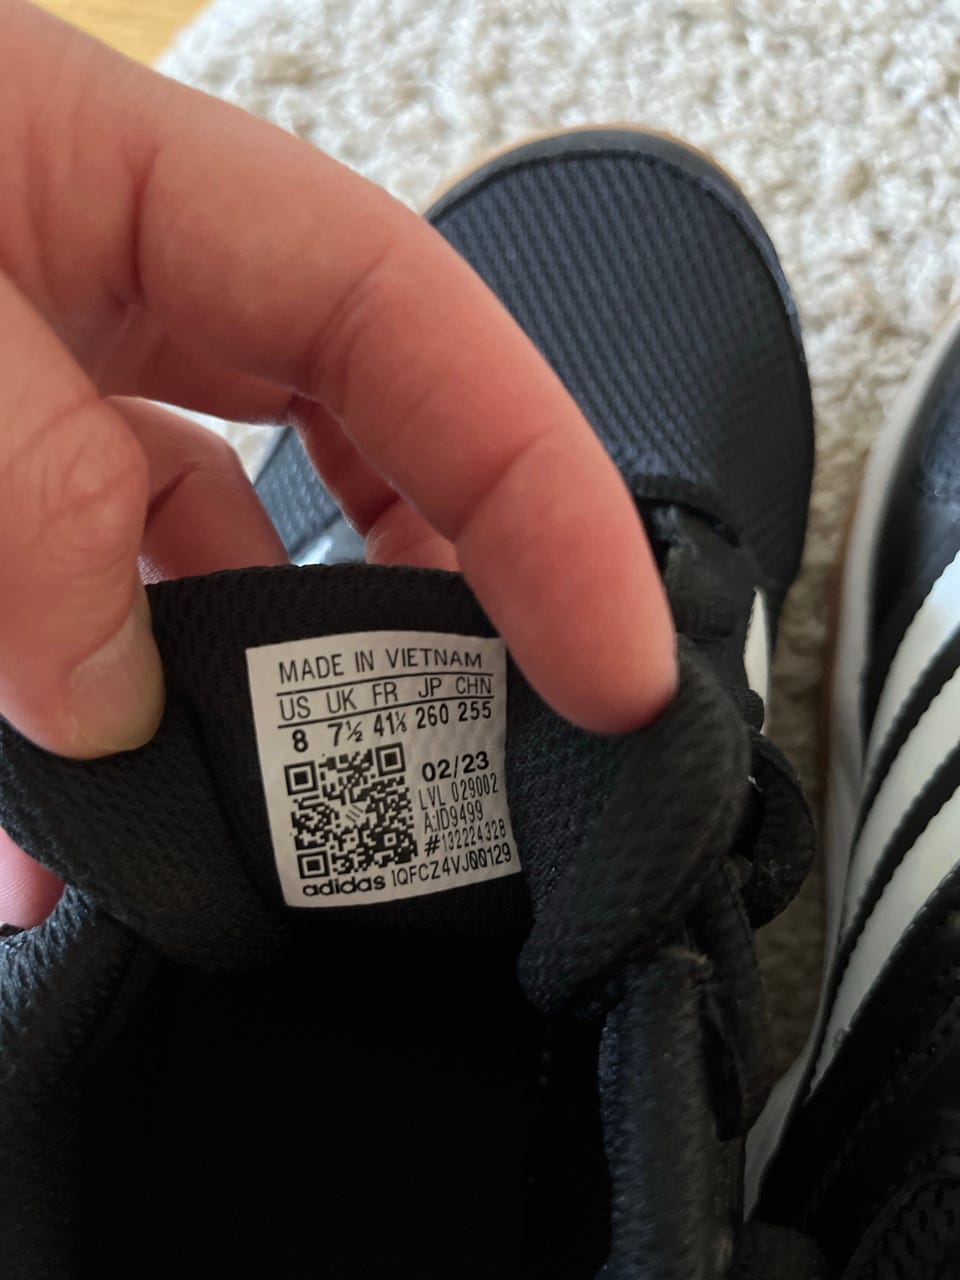 MADE IN VIETNAM
US UK FR JP CHN
8 7½ 41⅓ 260 255
02/23
LVL 029002
A:ID9499
#132224328
adidas 1QFCZ4VJ00129